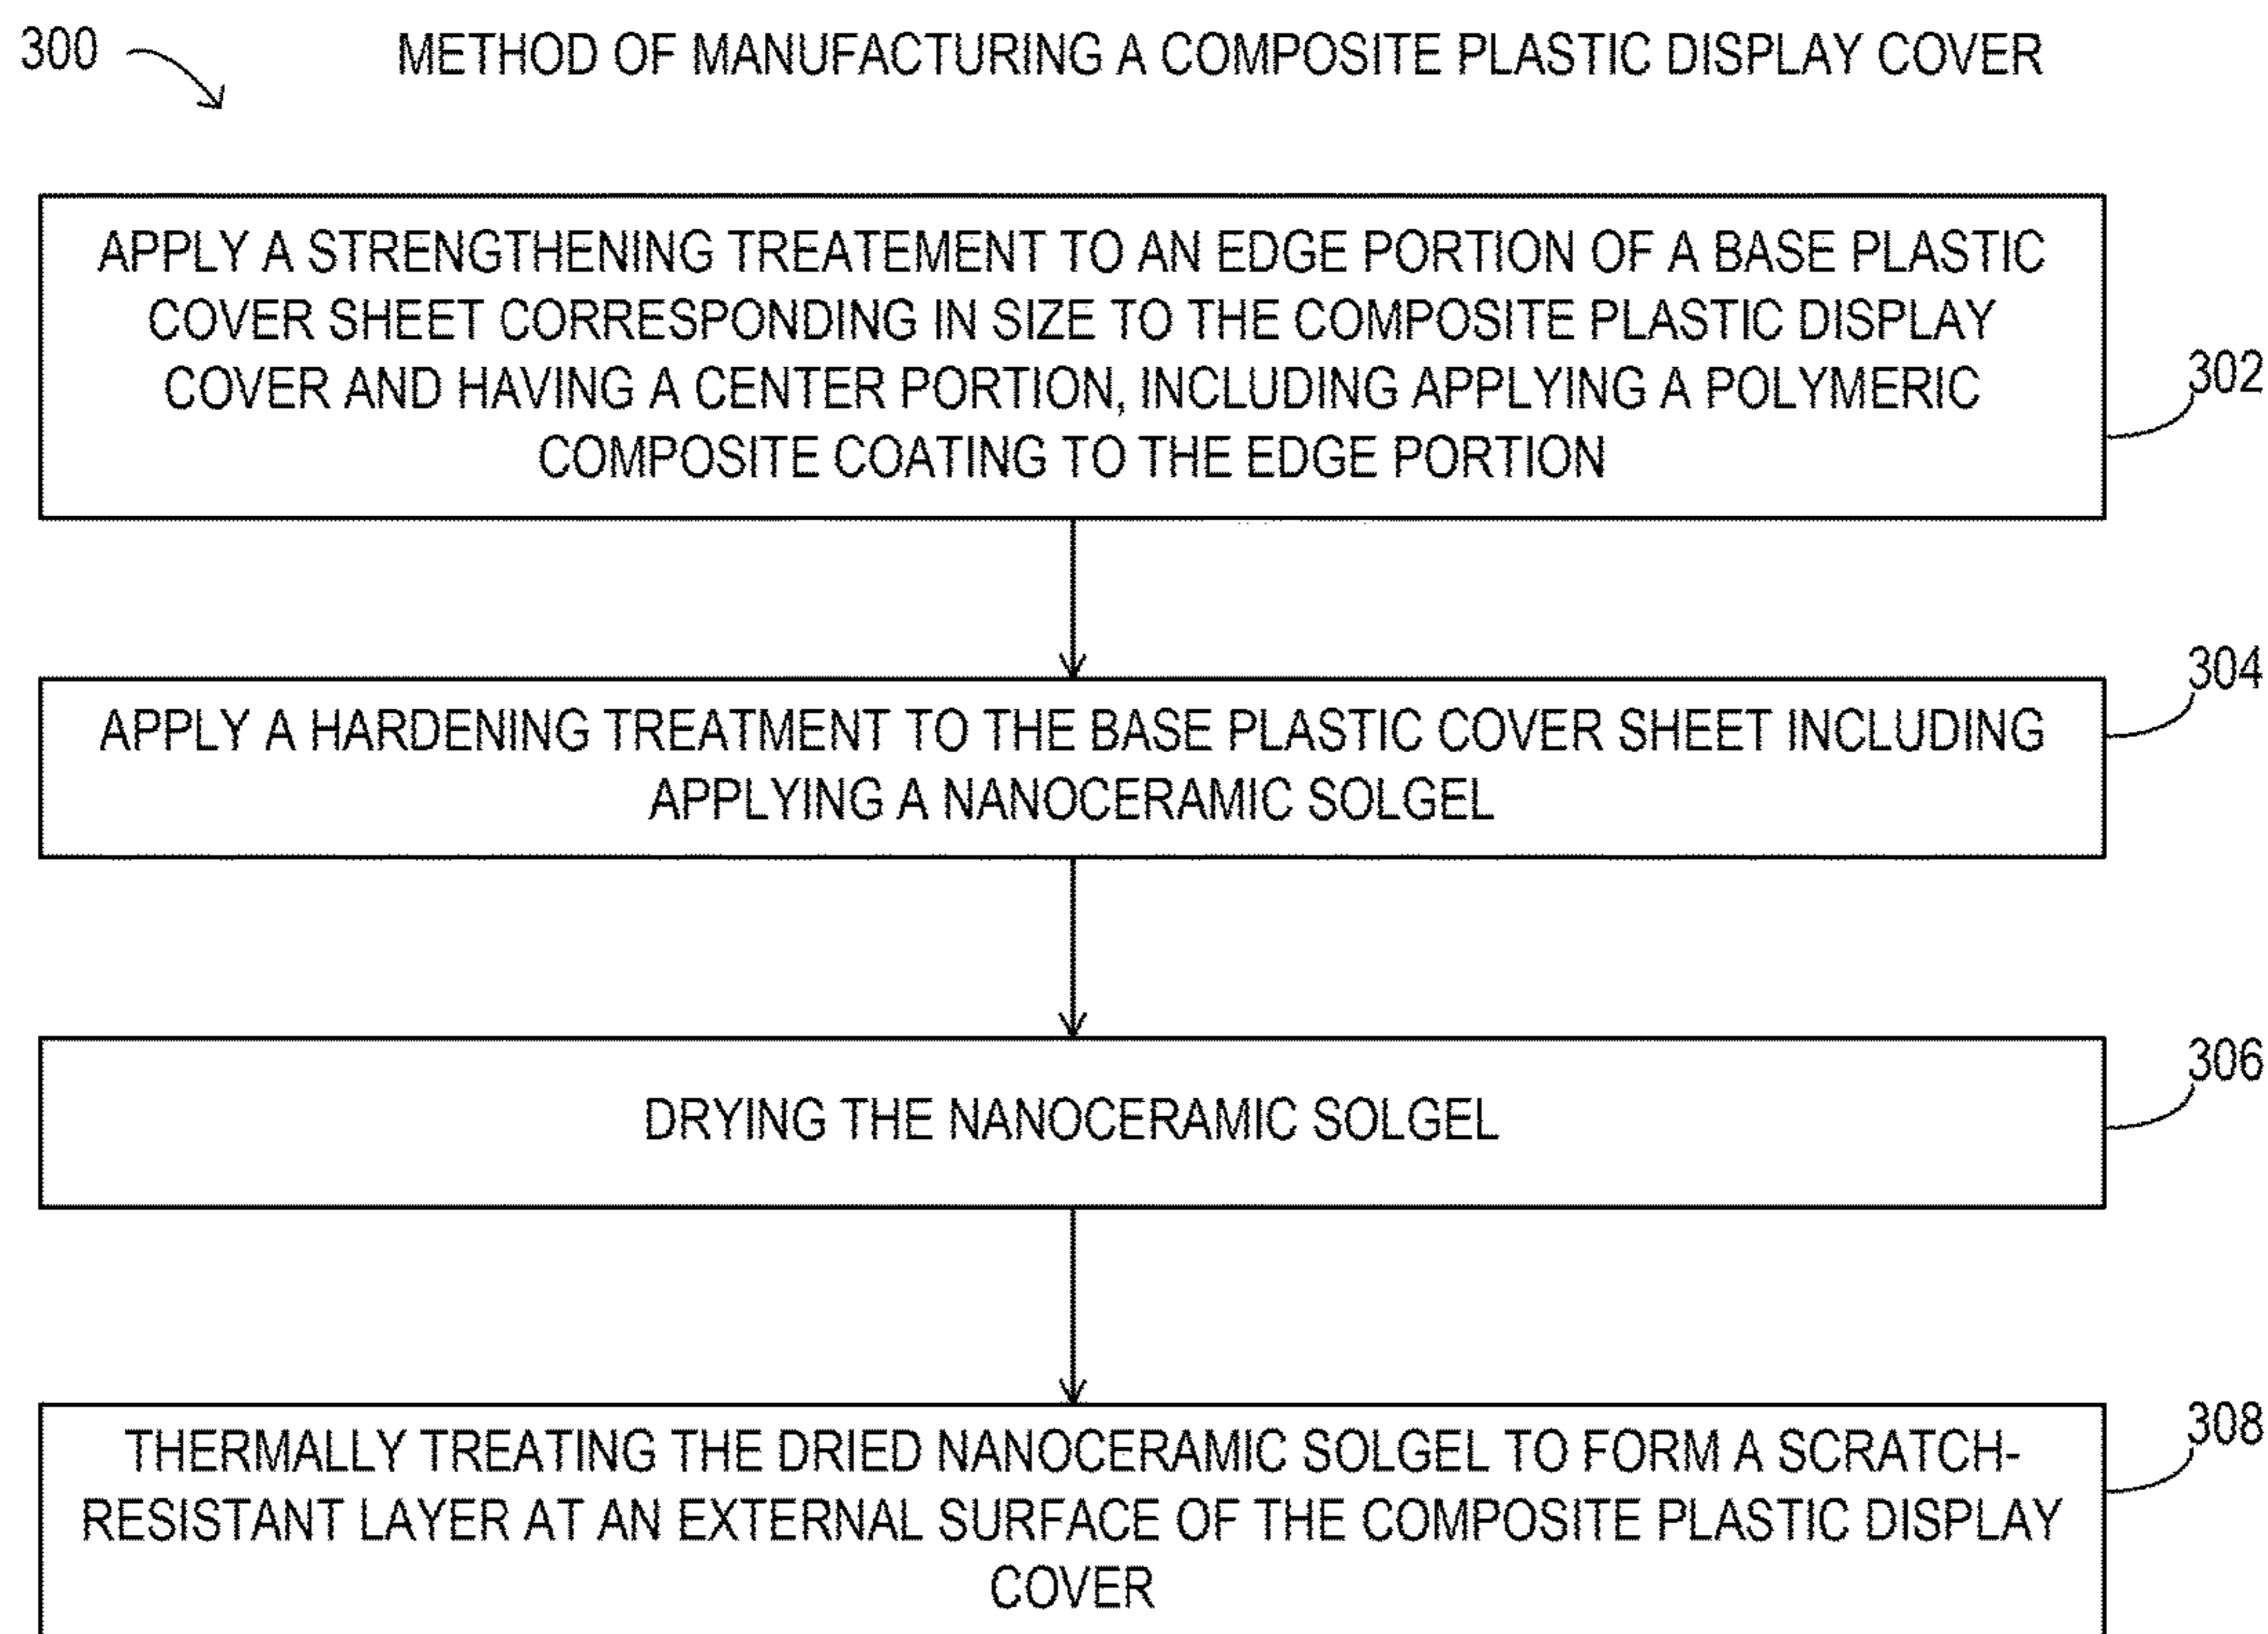 300
METHOD OF MANUFACTURING A COMPOSITE PLASTIC DISPLAY COVER
APPLY A STRENGTHENING TREATEMENT TO AN EDGE PORTION OF A BASE PLASTIC
COVER SHEET CORRESPONDING IN SIZE TO THE COMPOSITE PLASTIC DISPLAY
COVER AND HAVING A CENTER PORTION, INCLUDING APPLYING A POLYMERIC
COMPOSITE COATING TO THE EDGE PORTION
302
APPLY A HARDENING TREATMENT TO THE BASE PLASTIC COVER SHEET INCLUDING
APPLYING A NANOCERAMIC SOLGEL
304
DRYING THE NANOCERAMIC SOLGEL
306
THERMALLY TREATING THE DRIED NANOCERAMIC SOLGEL TO FORM A SCRATCH-
RESISTANT LAYER AT AN EXTERNAL SURFACE OF THE COMPOSITE PLASTIC DISPLAY
COVER
308